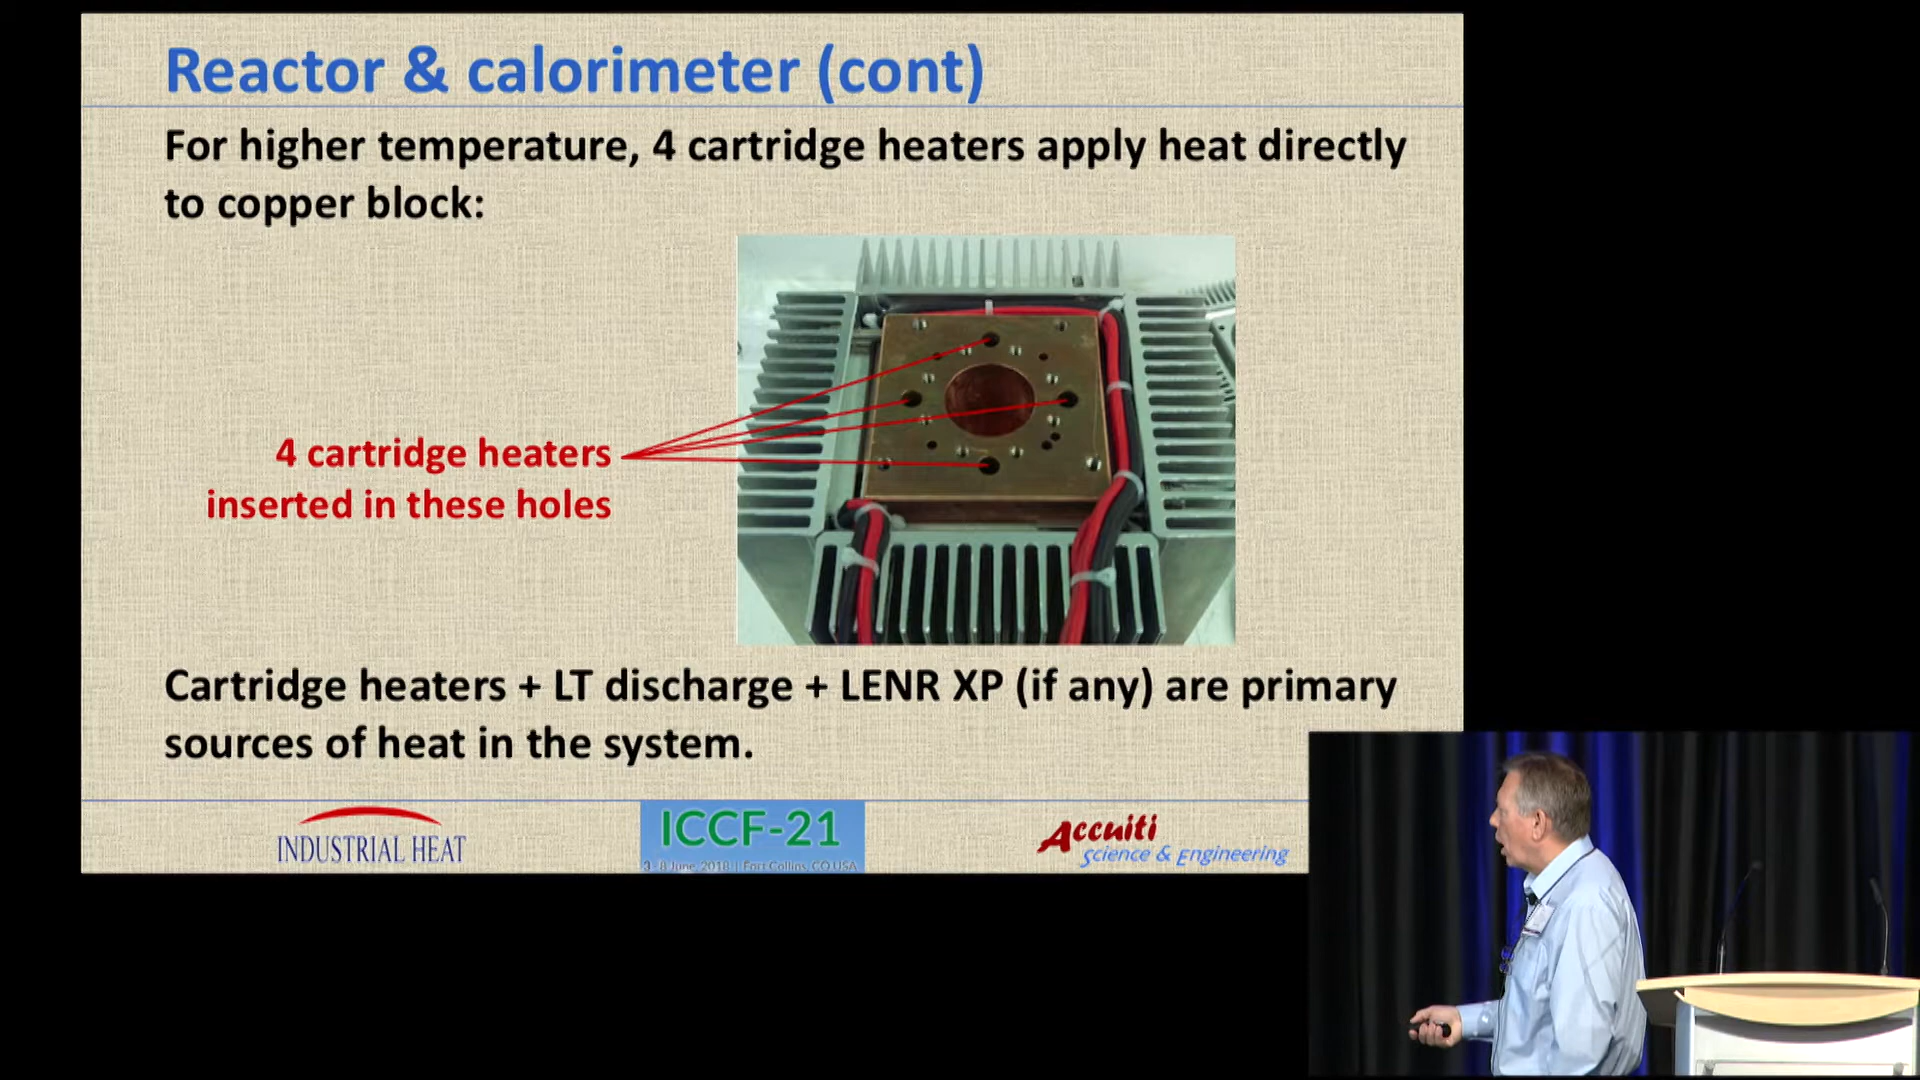 Reactor & calorimeter (cont)
For higher temperature, 4 cartridge heaters apply heat directly
to copper block:
4 cartridge heaters
inserted in these holes
Cartridge heaters + LT discharge + LENR XP (if any) are primary
sources of heat in the system.
INDUSTRIAL HEAT
ICCF-21
3-8 June, 2018 | Fort Collins, CO, USA
Accuiti
Science & Engineering